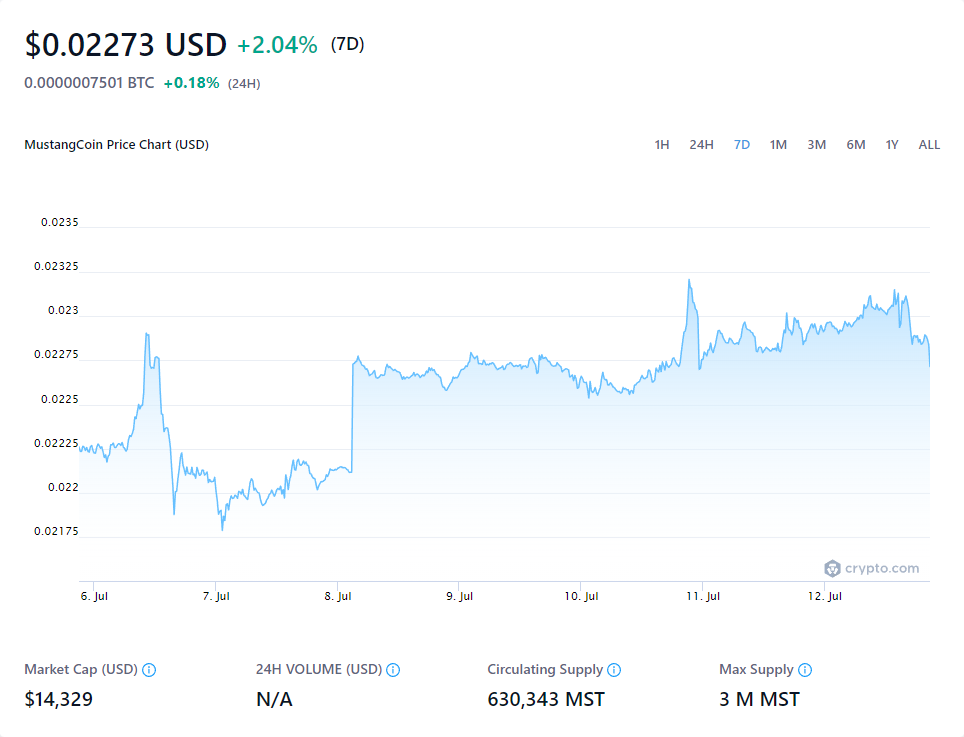 $0.02273 USD +2.04% (7D)
0.0000007501 BTC +0.18% (24H)
MustangCoin Price Chart (USD)
1H 24H 7D 1M 3M 6M 1Y ALL
0.0235
0.02325
0.023
0.02275
0.0225
0.02225
0.022
0.02175
crypto.com
6. Jul 7. Jul 8. Jul 9. Jul 10. Jul 11. Jul 12. Jul
Market Cap (USD) 24H VOLUME (USD) Circulating Supply Max Supply
$14,329 N/A 630,343 MST 3 M MST